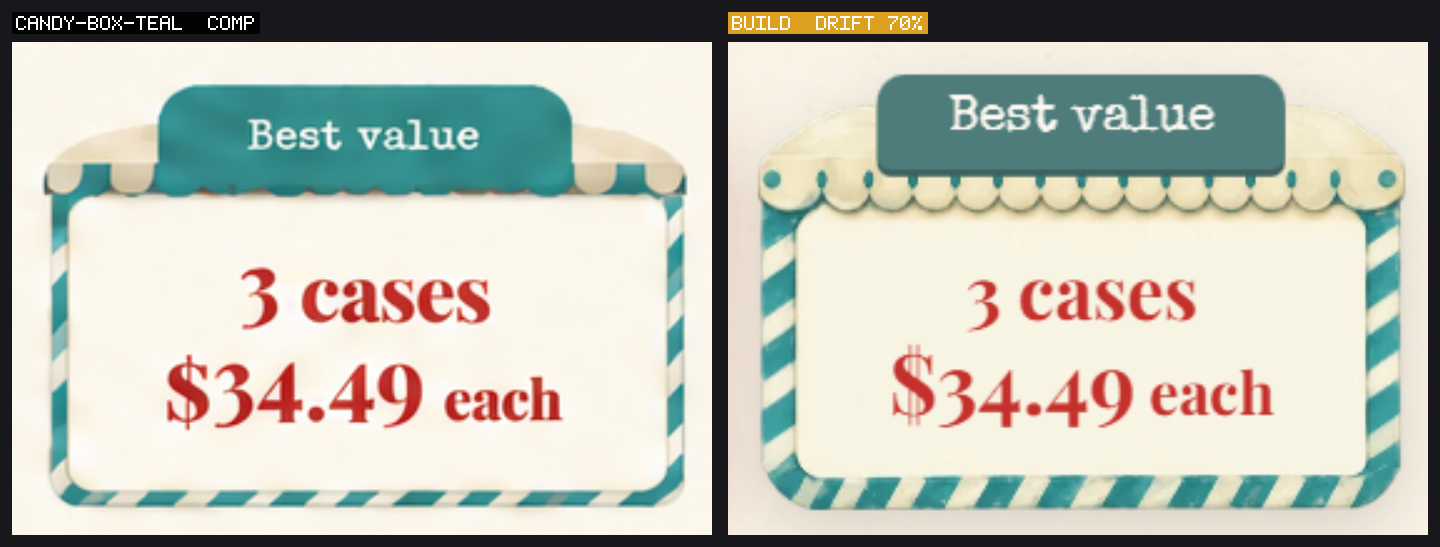 CANDY-BOX-TEAL COMP
BUILD DRIFT 70%
Best value
3 cases
$34.49 each
Best value
3 cases
$34.49 each